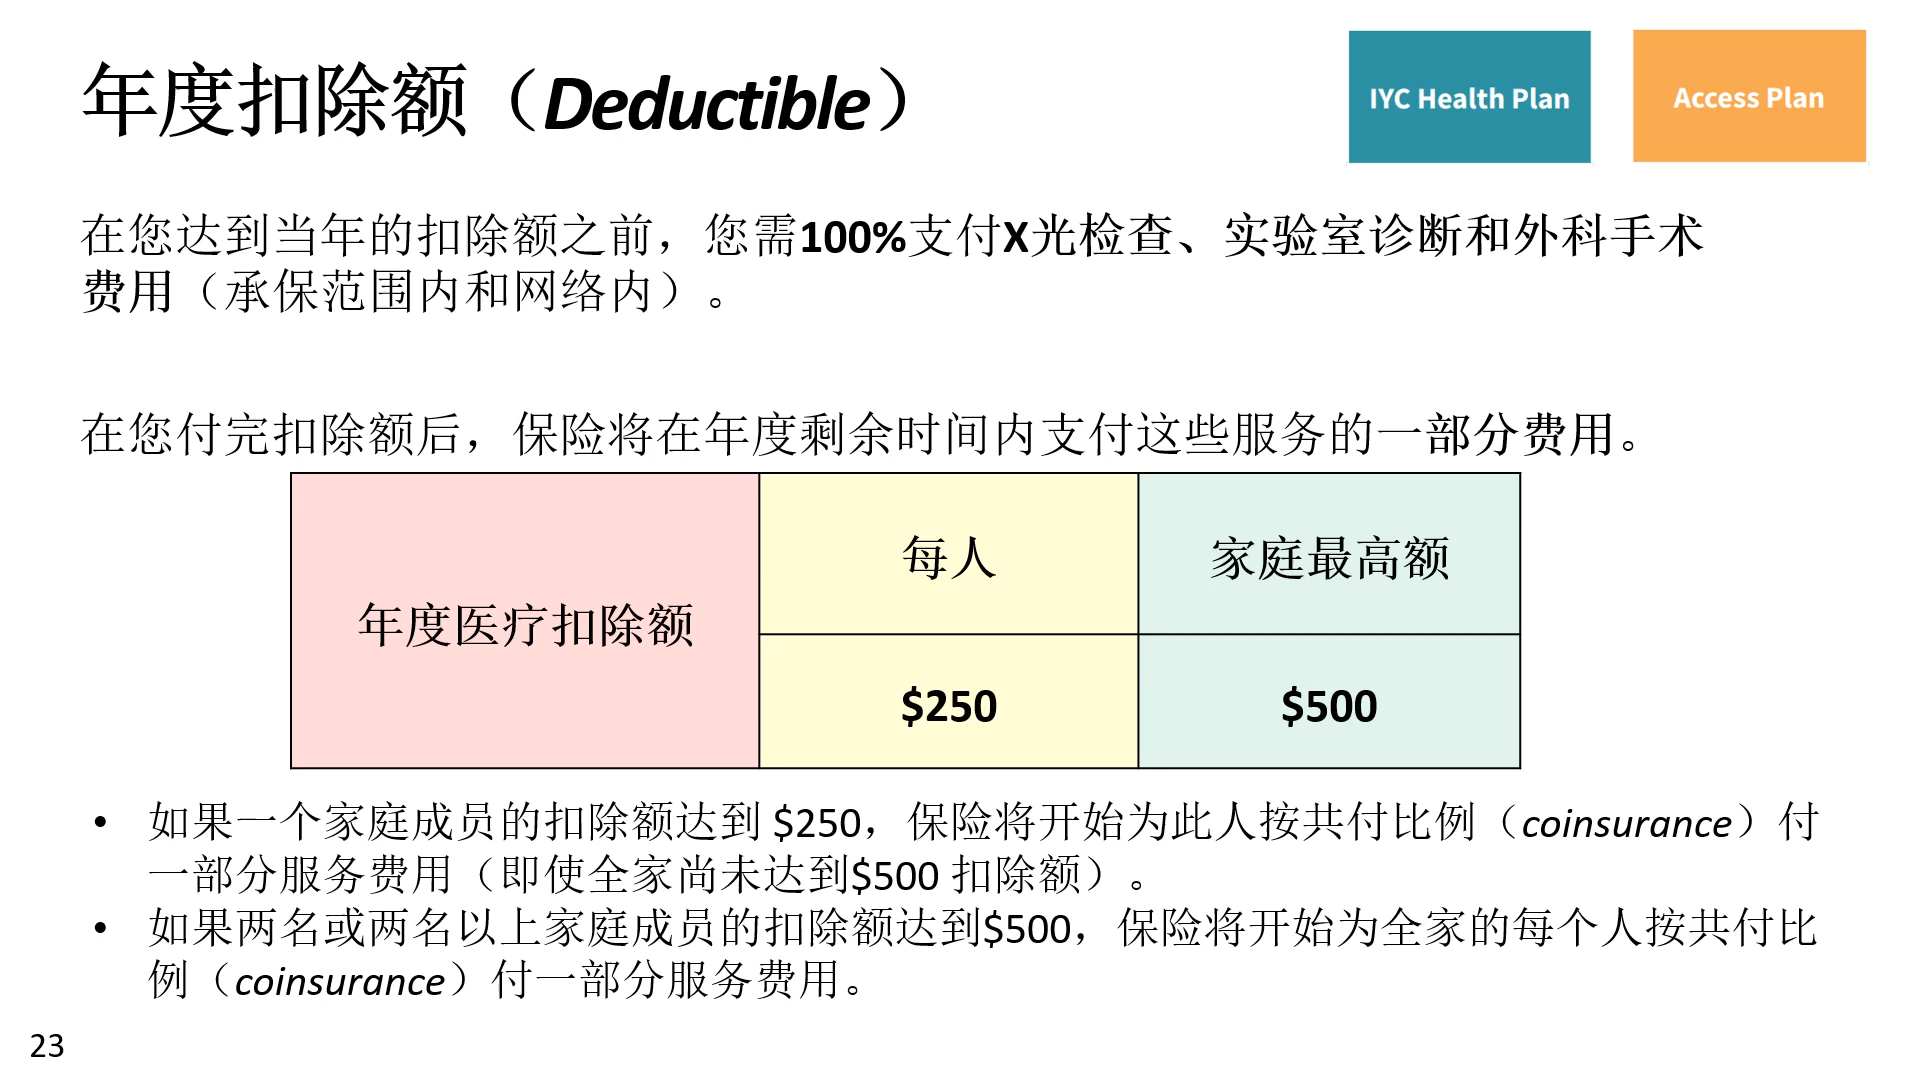 年度扣除额（Deductible）
IYC Health Plan
Access Plan
在您达到当年的扣除额之前，您需100%支付X光检查、实验室诊断和外科手术
费用（承保范围内和网络内）。
在您付完扣除额后，保险将在年度剩余时间内支付这些服务的一部分费用。
年度医疗扣除额
每人
家庭最高额
$250
$500
• 如果一个家庭成员的扣除额达到 $250，保险将开始为此人按共付比例（coinsurance）付
一部分服务费用（即使全家尚未达到$500 扣除额）。
• 如果两名或两名以上家庭成员的扣除额达到$500，保险将开始为全家的每个人按共付比
例（coinsurance）付一部分服务费用。
23